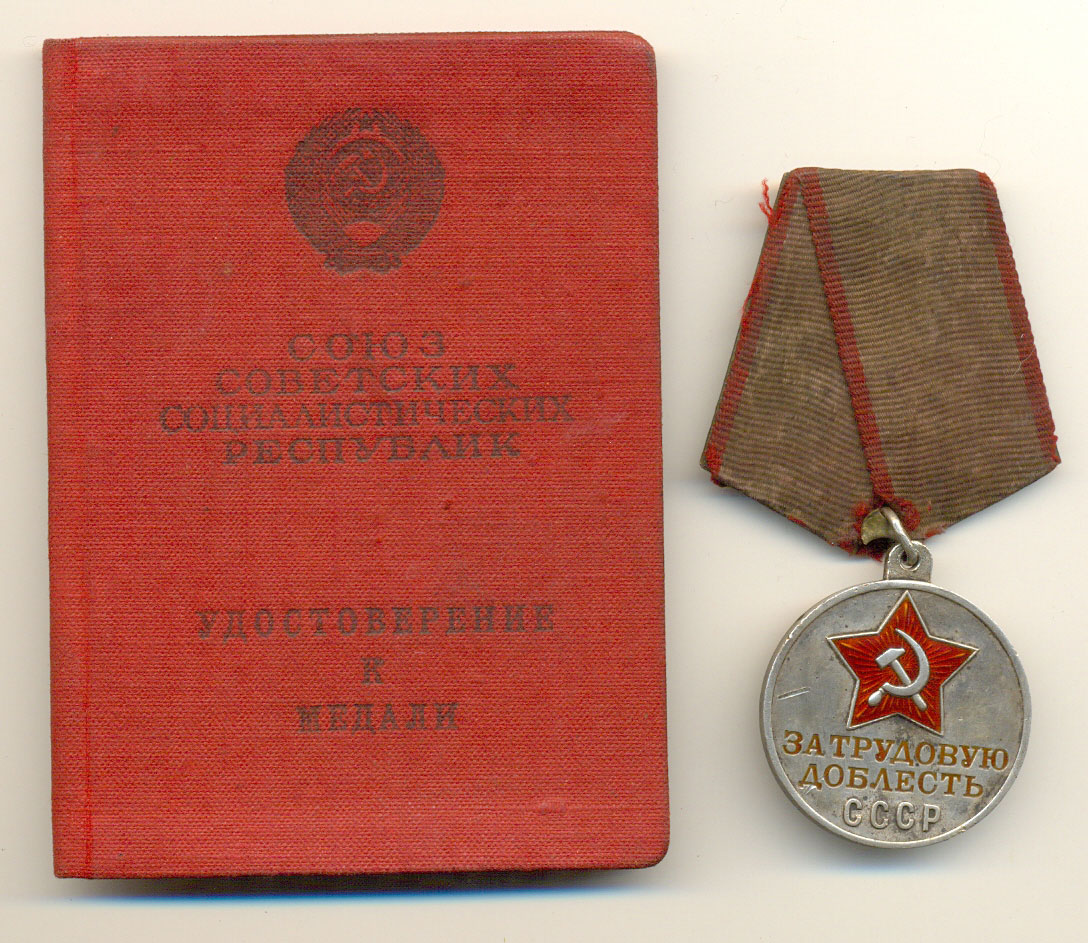 СОЮЗ
СОВЕТСКИХ
СОЦИАЛИСТИЧЕСКИХ
РЕСПУБЛИК
УДОСТОВЕРЕНИЕ
К
МЕДАЛИ
ЗА ТРУДОВУЮ
ДОБЛЕСТЬ
СССР